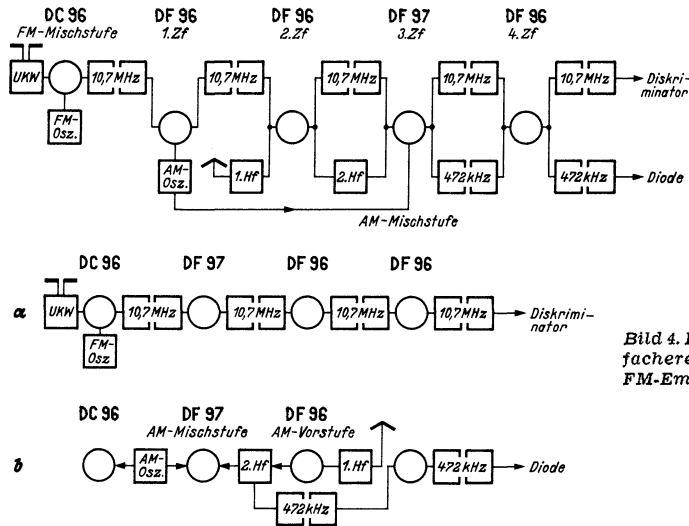 DC 96 DF 96 DF 96 DF 97 DF 96
FM-Mischstufe 1.Zf 2.Zf 3.Zf 4.Zf
UKW 10,7 MHz 10,7 MHz 10,7 MHz 10,7 MHz 10,7 MHz Diskri-
minator
FM-
Osz.
AM-
Osz.
1.Hf 2.Hf 472 kHz 472 kHz Diode
AM-Mischstufe
DC 96 DF 97 DF 96 DF 96
a UKW 10,7 MHz 10,7 MHz 10,7 MHz 10,7 MHz Diskrimi-
nator
FM-
Osz.
Bild 4.
fachere
FM-Em
DC 96 DF 97 DF 96
AM-Mischstufe AM-Vorstufe
b AM-
Osz.
2.Hf 1.Hf 472 kHz Diode
472 kHz